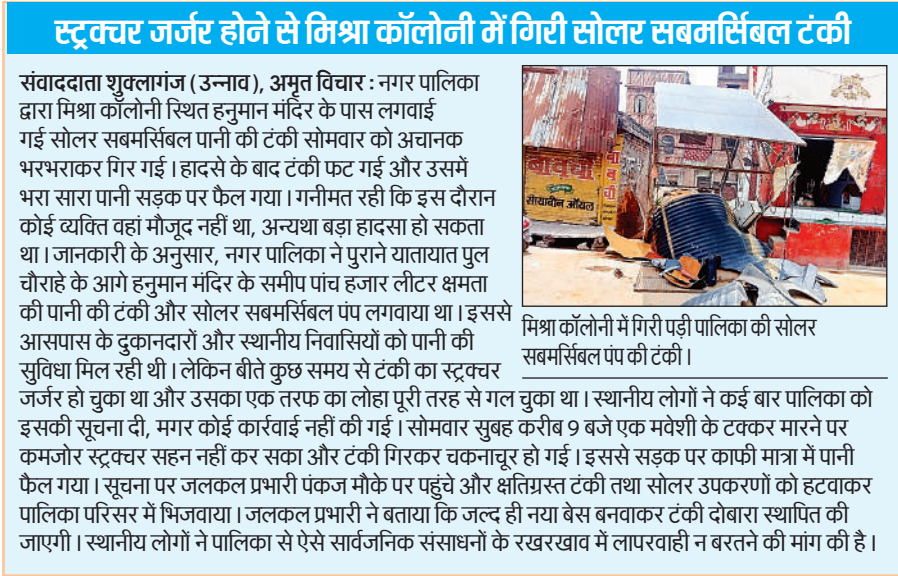 स्ट्रक्चर जर्जर होने से मिश्रा कॉलोनी में गिरी सोलर सबमर्सिबल टंकी
संवाददाता शुक्लागंज (उन्नाव), अमृत विचार : नगर पालिका
द्वारा मिश्रा कॉलोनी स्थित हनुमान मंदिर के पास लगवाई
गई सोलर सबमर्सिबल पानी की टंकी सोमवार को अचानक
भरभराकर गिर गई । हादसे के बाद टंकी फट गई और उसमें
भरा सारा पानी सड़क पर फैल गया । गनीमत रही कि इस दौरान
कोई व्यक्ति वहां मौजूद नहीं था, अन्यथा बड़ा हादसा हो सकता
था । जानकारी के अनुसार, नगर पालिका ने पुराने यातायात पुल
चौराहे के आगे हनुमान मंदिर के समीप पांच हजार लीटर क्षमता
की पानी की टंकी और सोलर सबमर्सिबल पंप लगवाया था । इससे
आसपास के दुकानदारों और स्थानीय निवासियों को पानी की
सुविधा मिल रही थी । लेकिन बीते कुछ समय से टंकी का स्ट्रक्चर
जर्जर हो चुका था और उसका एक तरफ का लोहा पूरी तरह से गल चुका था । स्थानीय लोगों ने कई बार पालिका को
इसकी सूचना दी, मगर कोई कार्रवाई नहीं की गई । सोमवार सुबह करीब 9 बजे एक मवेशी के टक्कर मारने पर
कमजोर स्ट्रक्चर सहन नहीं कर सका और टंकी गिरकर चकनाचूर हो गई । इससे सड़क पर काफी मात्रा में पानी
फैल गया । सूचना पर जलकल प्रभारी पंकज मौके पर पहुंचे और क्षतिग्रस्त टंकी तथा सोलर उपकरणों को हटवाकर
पालिका परिसर में भिजवाया । जलकल प्रभारी ने बताया कि जल्द ही नया बेस बनवाकर टंकी दोबारा स्थापित की
जाएगी । स्थानीय लोगों ने पालिका से ऐसे सार्वजनिक संसाधनों के रखरखाव में लापरवाही न बरतने की मांग की है ।
बावर्ची
सोयाबीन ऑयल
मिश्रा कॉलोनी में गिरी पड़ी पालिका की सोलर
सबमर्सिबल पंप की टंकी ।